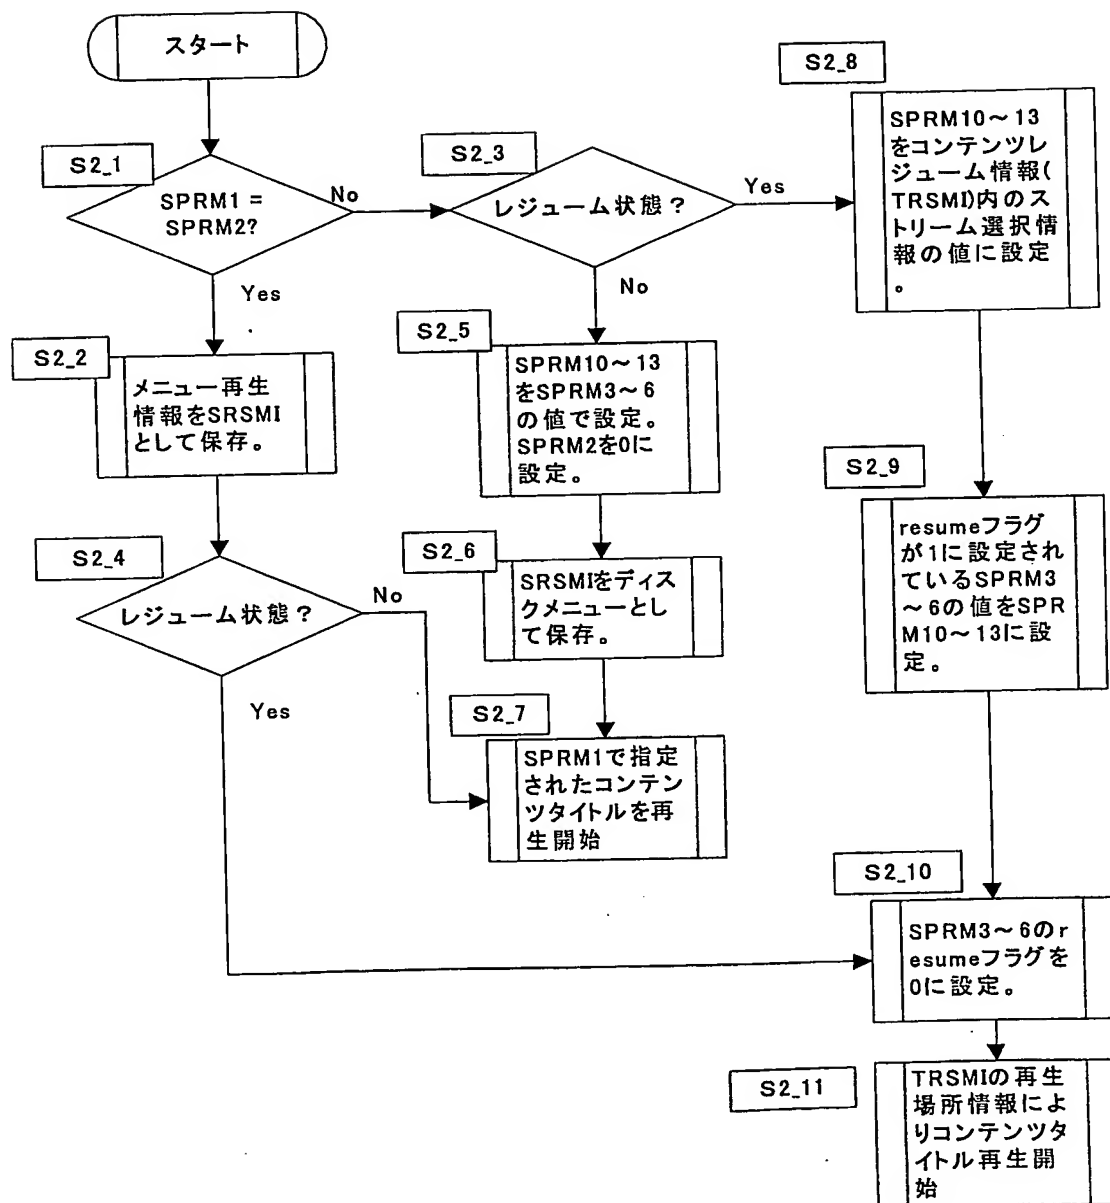 スタート
S2_1
SPRM1 =
SPRM2?
No
Yes
S2_2
メニュー再生
情報をSRSMI
として保存。
S2_4
レジューム状態？
No
Yes
S2_3
レジューム状態？
Yes
No
S2_5
SPRM10～13
をSPRM3～6
の値で設定。
SPRM2を0に
設定。
S2_6
SRSMIをディス
クメニューとし
て保存。
S2_7
SPRM1で指定
されたコンテン
ツタイトルを再
生開始
S2_8
SPRM10～13
をコンテンツレ
ジューム情報(
TRSMI)内のス
トリーム選択情
報の値に設定
。
S2_9
resumeフラグ
が1に設定され
ているSPRM3
～6の値をSPR
M10～13に設
定。
S2_10
SPRM3～6のr
esumeフラグを
0に設定。
S2_11
TRSMIの再生
場所情報によ
りコンテンツタ
イトル再生開
始